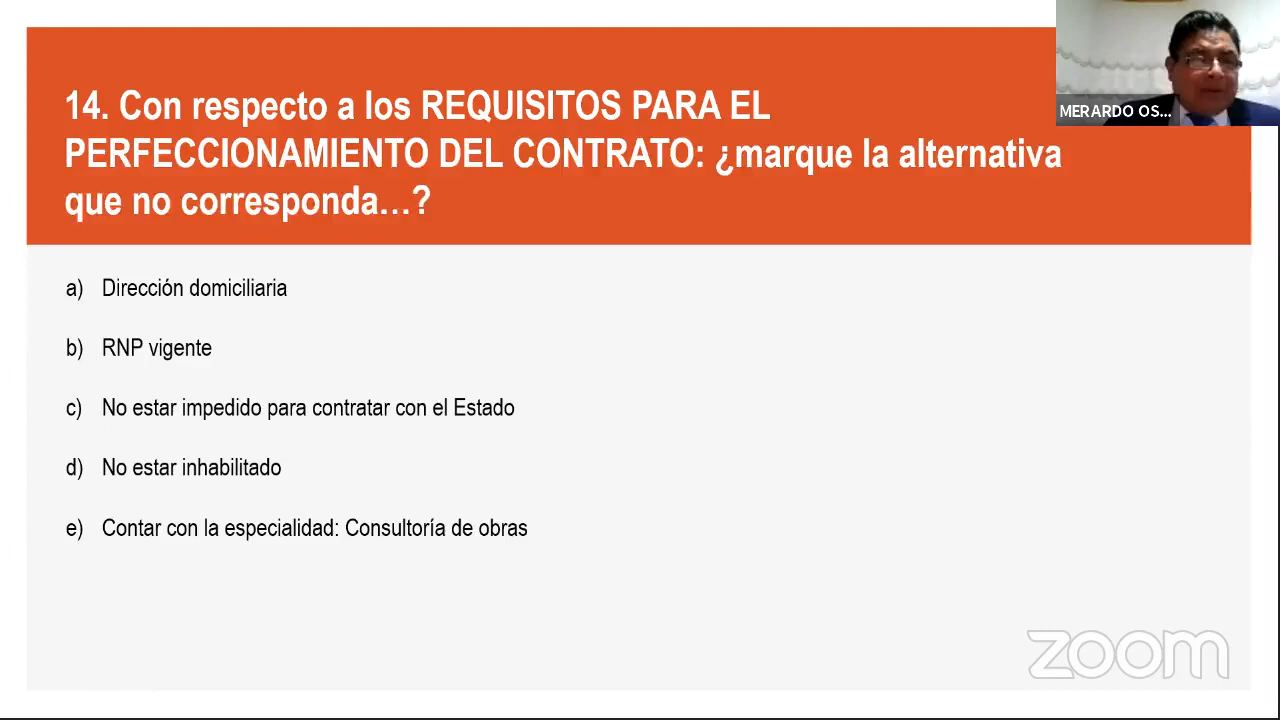 14. Con respecto a los REQUISITOS PARA EL
PERFECCIONAMIENTO DEL CONTRATO: ¿marque la alternativa
que no corresponda...?
MERARDO OS...
a) Dirección domiciliaria
b) RNP vigente
c) No estar impedido para contratar con el Estado
d) No estar inhabilitado
e) Contar con la especialidad: Consultoría de obras
zoom